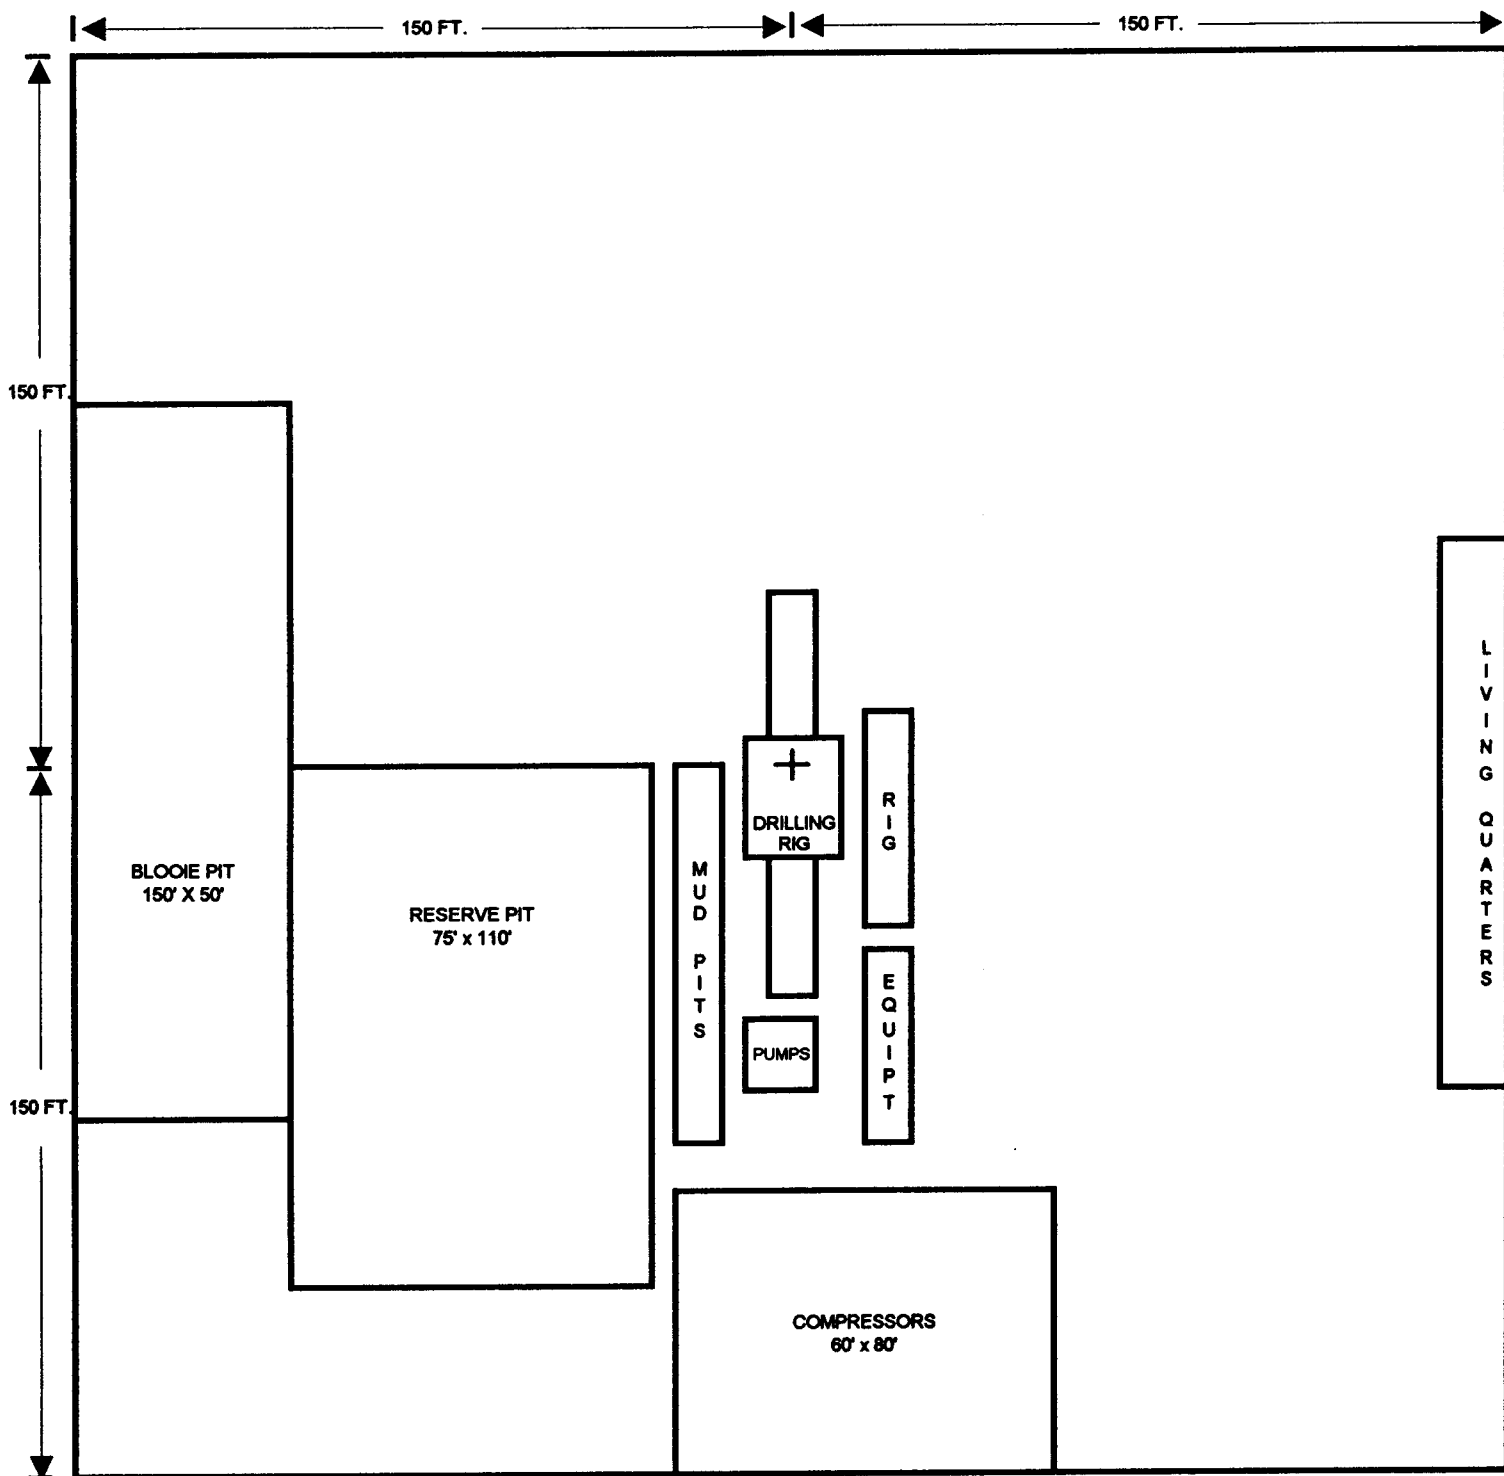 150 FT.
150 FT.
150 FT.
150 FT.
BLOOIE PIT
150' X 50'
RESERVE PIT
75' x 110'
MUD PITS
DRILLING
RIG
PUMPS
RIG
EQUIPT
LIVING QUARTERS
COMPRESSORS
60' x 80'